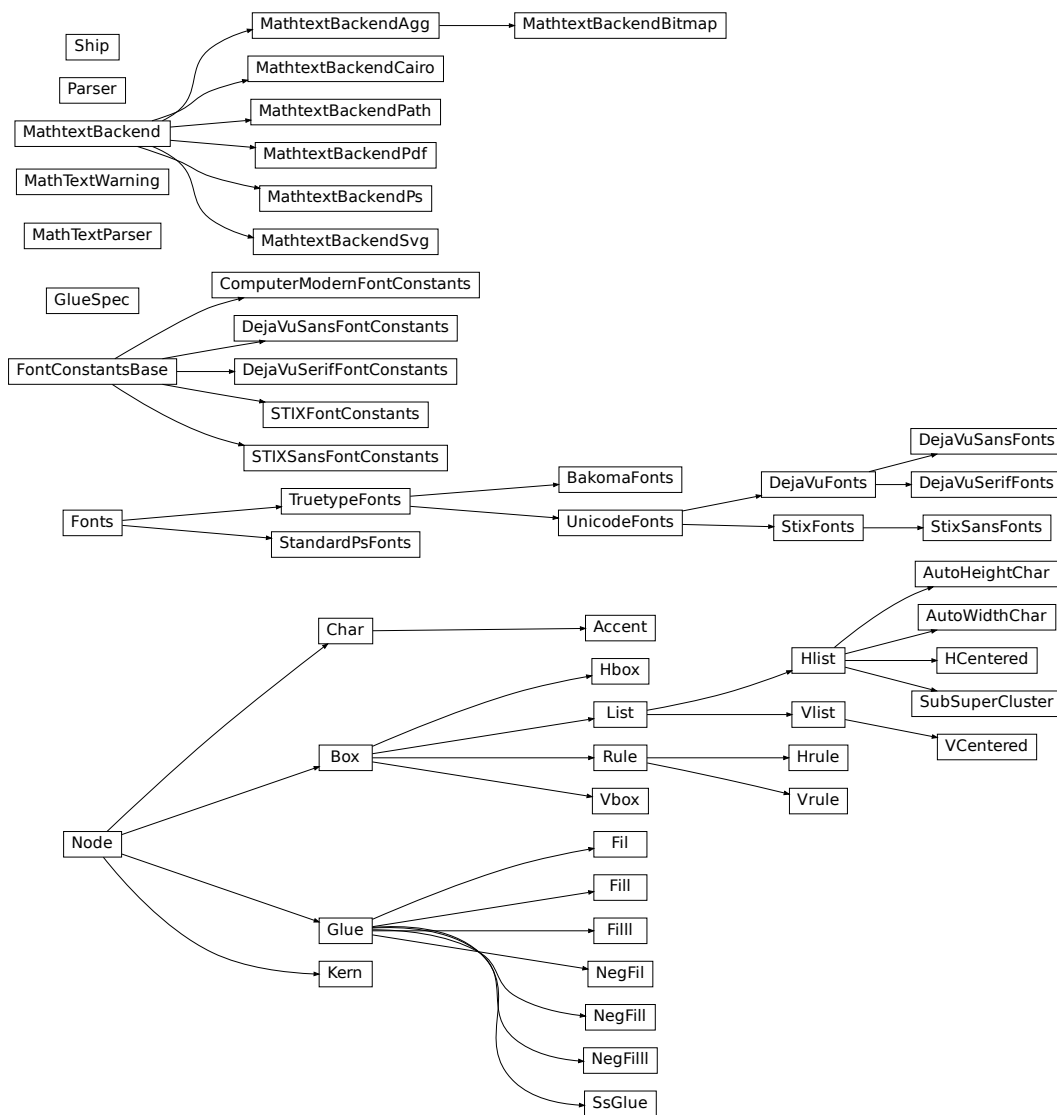 MathtextBackendAgg
MathtextBackendBitmap
Ship
MathtextBackendCairo
Parser
MathtextBackendPath
MathtextBackend
MathtextBackendPdf
MathTextWarning
MathtextBackendPs
MathTextParser
MathtextBackendSvg
ComputerModernFontConstants
GlueSpec
DejaVuSansFontConstants
FontConstantsBase
DejaVuSerifFontConstants
STIXFontConstants
STIXSansFontConstants
DejaVuSansFonts
BakomaFonts
DejaVuFonts
DejaVuSerifFonts
TruetypeFonts
Fonts
UnicodeFonts
StixFonts
StixSansFonts
StandardPsFonts
AutoHeightChar
AutoWidthChar
Char
Accent
Hlist
HCentered
Hbox
SubSuperCluster
List
Vlist
VCentered
Box
Rule
Hrule
Vbox
Vrule
Node
Fil
Fill
Glue
Filll
Kern
NegFil
NegFill
NegFilll
SsGlue